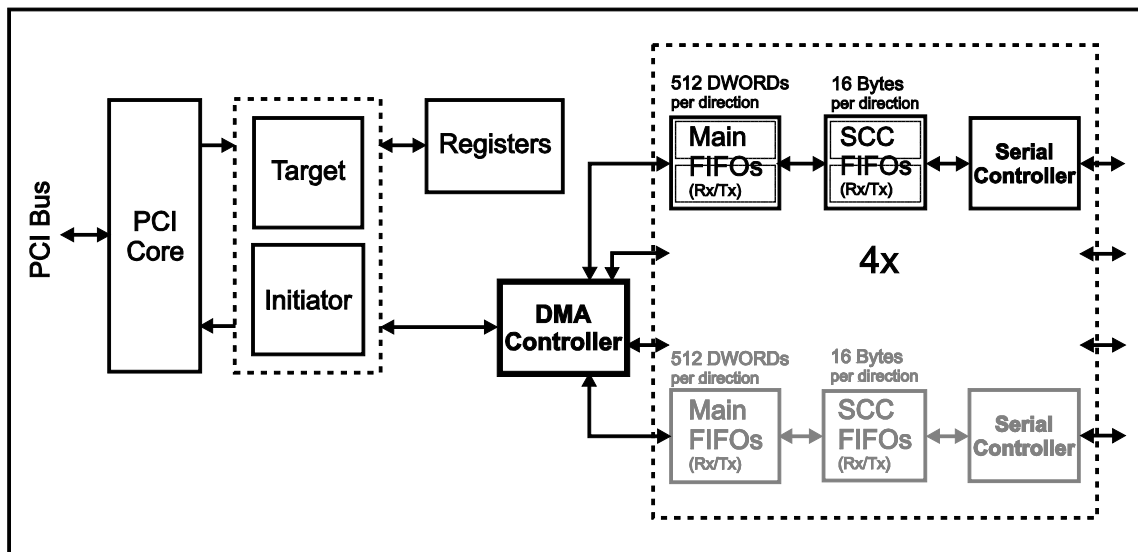 PCI Bus
PCI
Core
Target
Initiator
Registers
DMA
Controller
512 DWORDs
per direction
Main
FIFOs
(Rx/Tx)
16 Bytes
per direction
SCC
FIFOs
(Rx/Tx)
Serial
Controller
4x
512 DWORDs
per direction
Main
FIFOs
(Rx/Tx)
16 Bytes
per direction
SCC
FIFOs
(Rx/Tx)
Serial
Controller